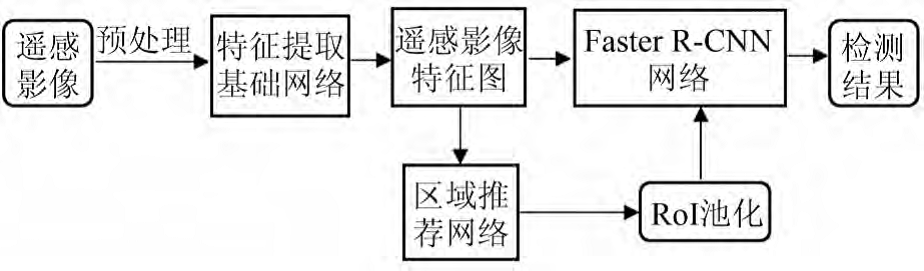 遥感
影像
预处理
特征提取
基础网络
遥感影像
特征图
Faster R-CNN
网络
检测
结果
区域推
荐网络
RoI池化